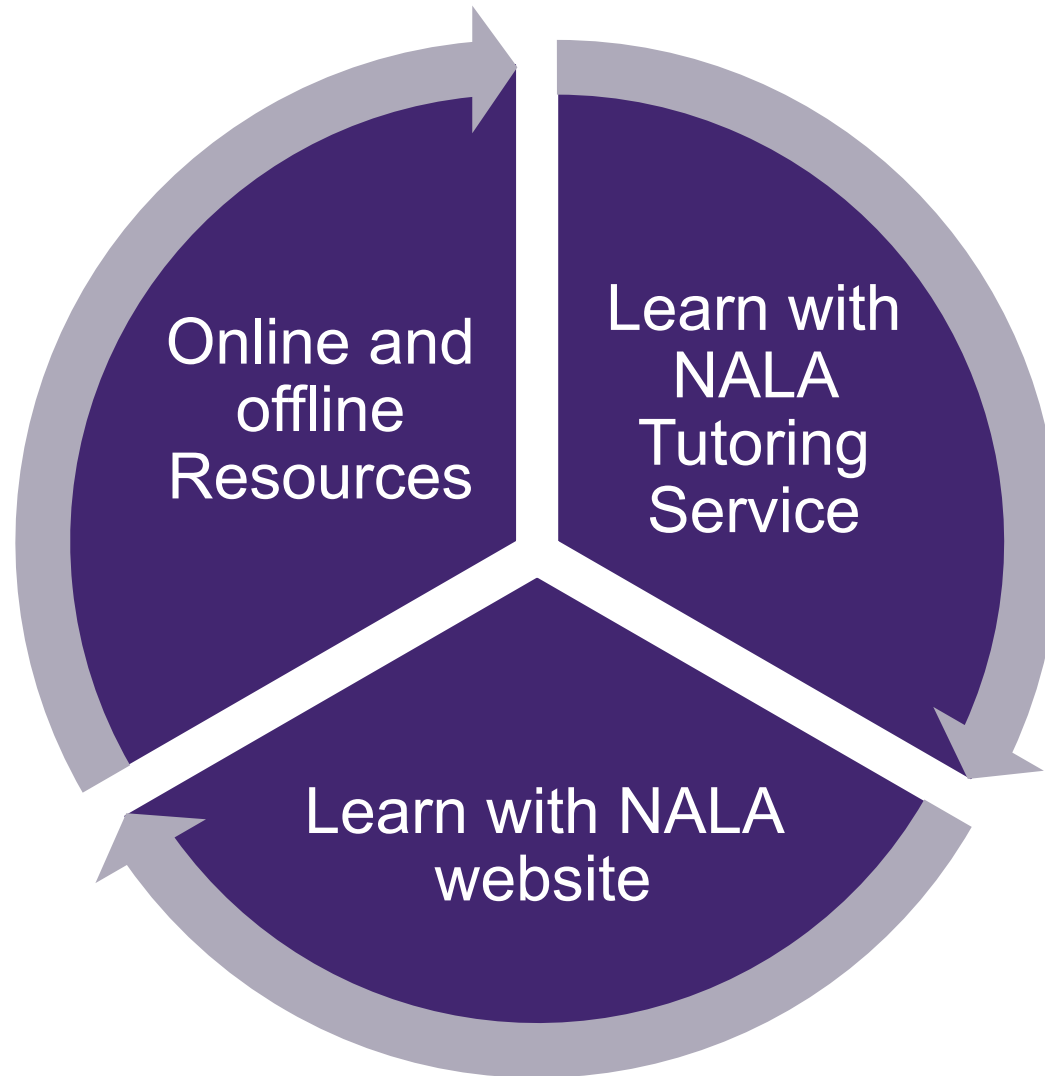 Online and
offline
Resources
Learn with
NALA
Tutoring
Service
Learn with NALA
website